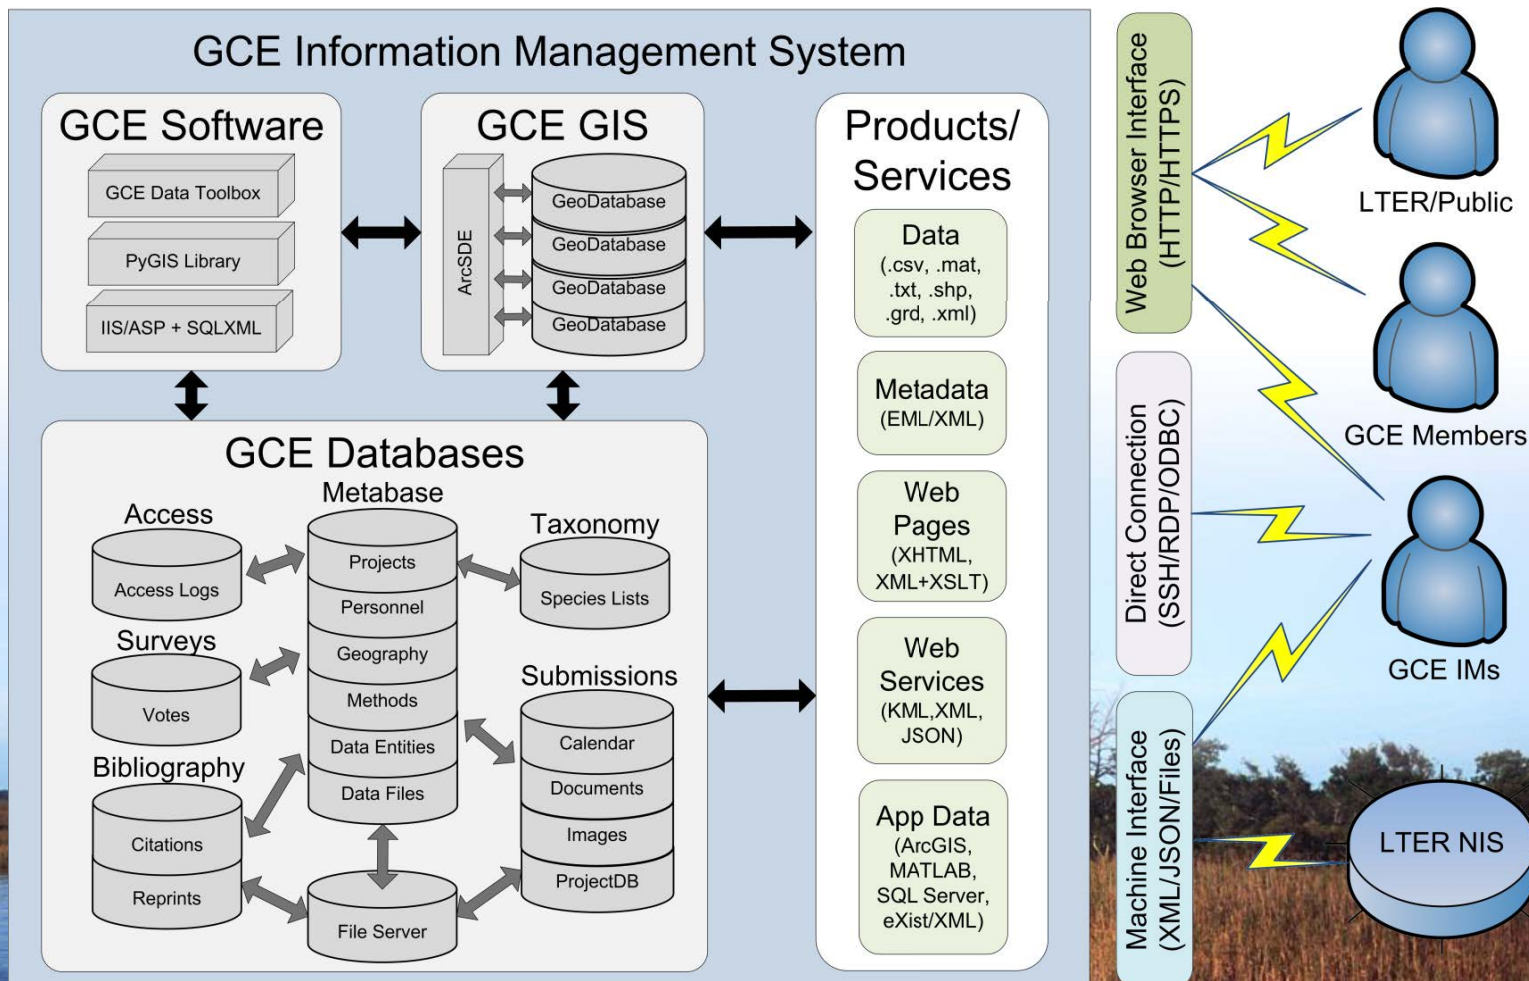 GCE Information Management System
GCE Software
GCE Data Toolbox
PyGIS Library
IIS/ASP + SQLXML
GCE GIS
ArcSDE
GeoDatabase
GeoDatabase
GeoDatabase
GeoDatabase
GCE Databases
Metabase
Projects
Personnel
Geography
Methods
Data Entities
Data Files
Access
Access Logs
Surveys
Votes
Bibliography
Citations
Reprints
File Server
Taxonomy
Species Lists
Submissions
Calendar
Documents
Images
ProjectDB
Products/
Services
Data
(.csv, .mat,
.txt, .shp,
.grd, .xml)
Metadata
(EML/XML)
Web
Pages
(XHTML,
XML+XSLT)
Web
Services
(KML,XML,
JSON)
App Data
(ArcGIS,
MATLAB,
SQL Server,
eXist/XML)
Web Browser Interface
(HTTP/HTTPS)
Direct Connection
(SSH/RDP/ODBC)
Machine Interface
(XML/JSON/Files)
LTER/Public
GCE Members
GCE IMs
LTER NIS